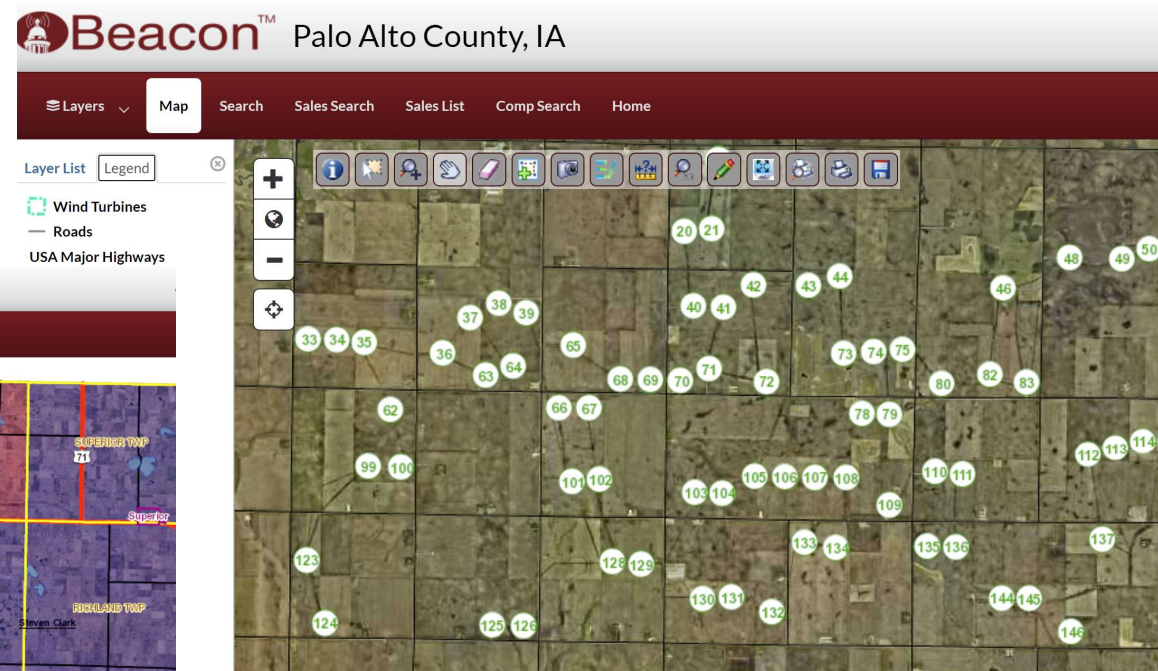 Beacon™ Palo Alto County, IA
Layers Map Search Sales Search Sales List Comp Search Home
Layer List Legend
Wind Turbines
Roads
USA Major Highways
SUPERIOR TWP
71
Superior
RICHLAND TWP
Steven Clark
20 21
48 49 50
42 43 44 46
37 38 39 40 41
33 34 35 36 65 73 74 75
63 64 68 69 70 71 72 80 82 83
62 66 67 78 79
99 100 101 102 103 104 105 106 107 108 109 110 111 112 113 114
123 128 129 133 134 135 136 137
124 125 126 130 131 132 144 145 146